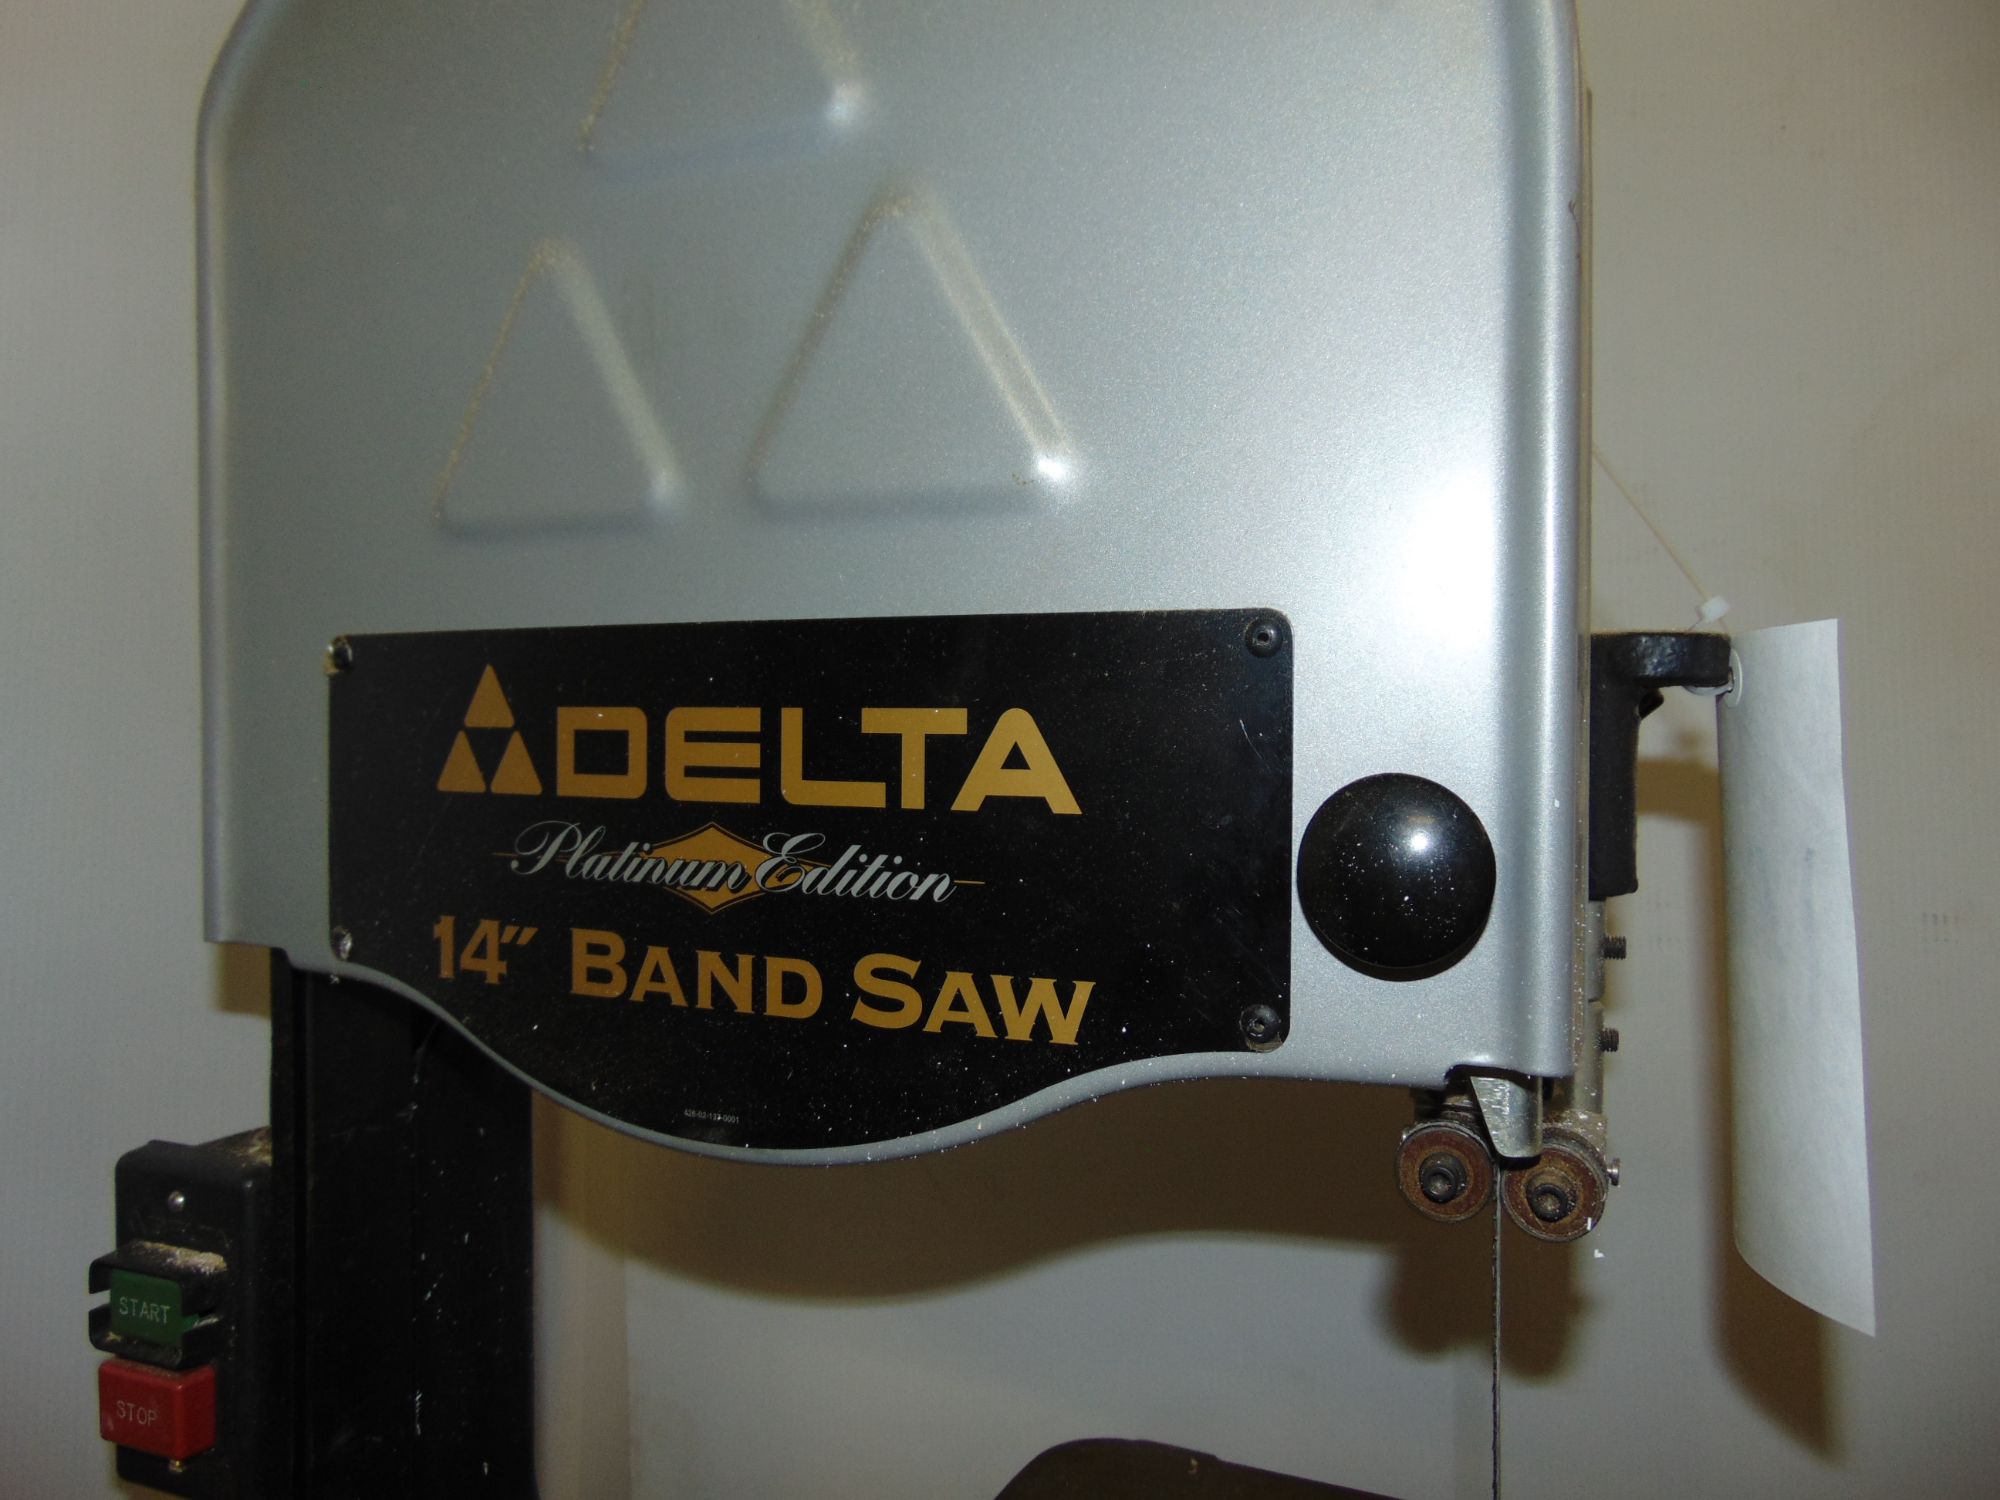 DELTA
Platinum Edition
14" BAND SAW
START
STOP